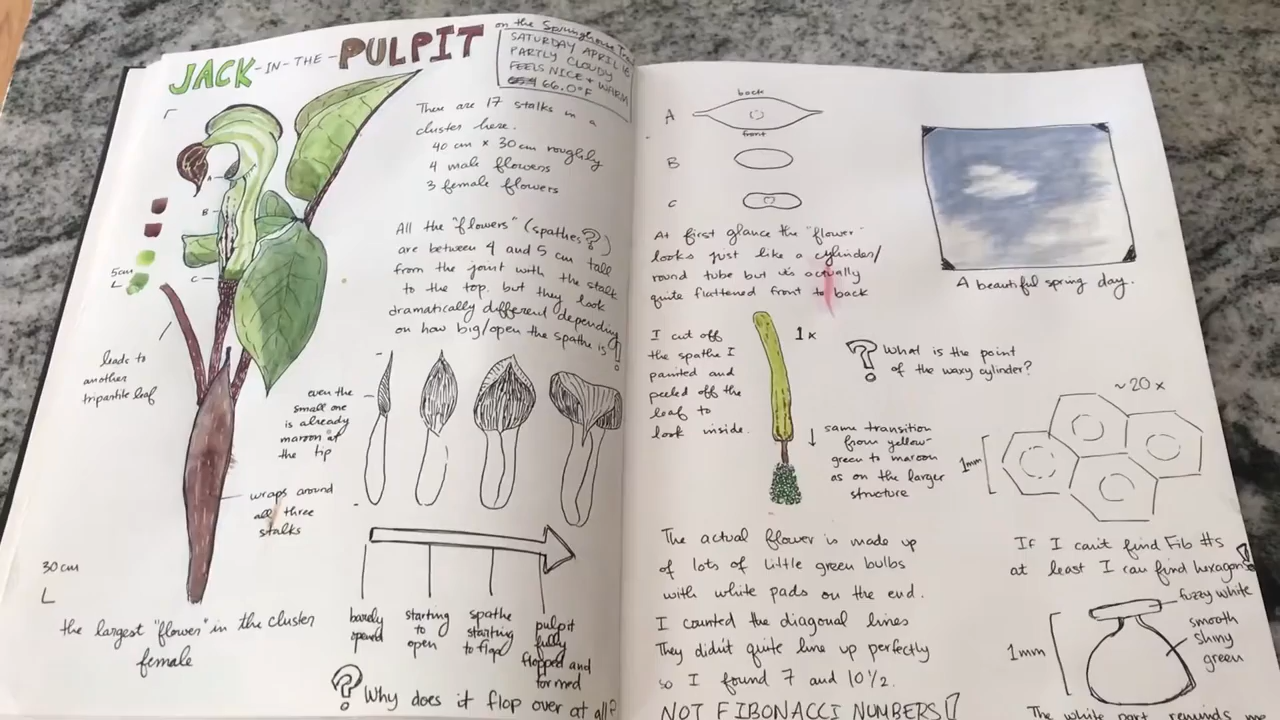 JACK-IN-THE-PULPIT
on the Springhouse
SATURDAY APRIL
PARTLY CLOUDY
FEELS NICE + WARM
66.0°F
There are 17 stalks in a
cluster here.
40 cm x 30 cm roughly
4 male flowers
3 female flowers
A
B
C
5cm
All the "flowers" (spathes?)
are between 4 and 5 cm tall
from the joint with the stalk
to the top. but they look
dramatically different depending
on how big/open the spathe is!
leads to
another
tripartite leaf
even the
small one
is already
maroon at
the tip
wraps around
all three
stalks
30 cm
the largest "flower" in the cluster
female
barely
opened
starting
to
open
spathe
starting
to flop
pulpit
fully
flopped and
formed
? Why does it flop over at all?
back
A
front
B
C
At first glance the "flower"
looks just like a cylinder/
round tube but it's actually
quite flattened front to back
A beautiful spring day.
I cut off
the spathe I
painted and
peeled off the
leaf to
look inside.
1x
? What is the point
of the waxy cylinder?
same transition
from yellow-
green to maroon
as on the larger
structure
~20 x
1mm
The actual flower is made up
of lots of little green bulbs
with white pads on the end.
I counted the diagonal lines
They didn't quite line up perfectly
so I found 7 and 10½.
NOT FIBONACCI NUMBERS!
If I can't find Fib #s
at least I can find hexagons!
fuzzy white
smooth
shiny
green
1mm
The white part reminds me